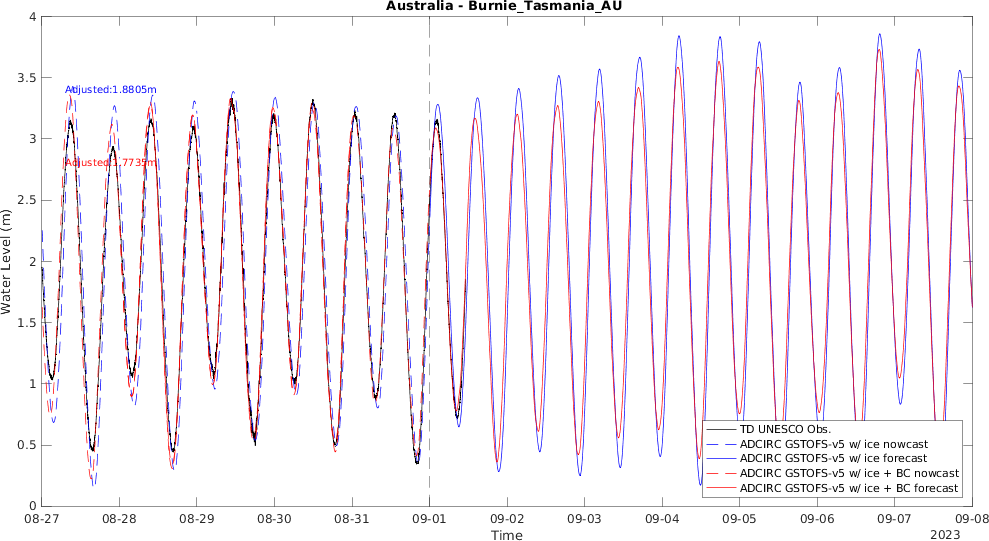 Australia - Burnie_Tasmania_AU
4
3.5
3
2.5
2
1.5
1
0.5
0
Water Level (m)
Adjusted:1.8805m
Adjusted:1.7735m
TD UNESCO Obs.
ADCIRC GSTOFS-v5 w/ ice nowcast
ADCIRC GSTOFS-v5 w/ ice forecast
ADCIRC GSTOFS-v5 w/ ice + BC nowcast
ADCIRC GSTOFS-v5 w/ ice + BC forecast
08-27 08-28 08-29 08-30 08-31 09-01 09-02 09-03 09-04 09-05 09-06 09-07 09-08
Time
2023